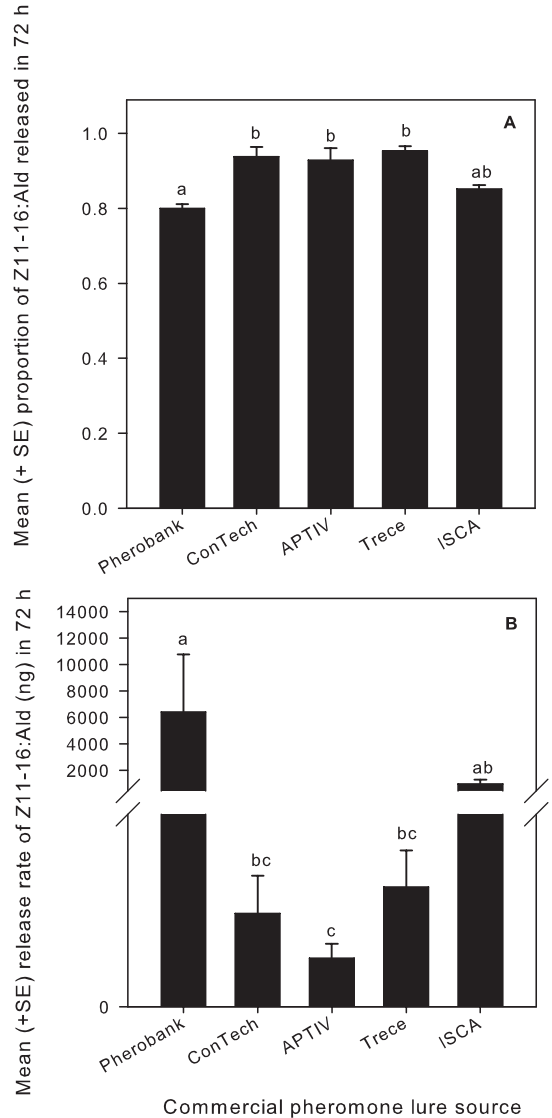 Mean (+ SE) proportion of Z11-16:Ald released in 72 h
A
1.0
0.8
0.6
0.4
0.2
0.0
a
b
b
b
ab
Pherobank
ConTech
APTIV
Trece
ISCA
Mean (+SE) release rate of Z11-16:Ald (ng) in 72 h
B
14000
12000
10000
8000
6000
4000
2000
0
a
bc
c
bc
ab
Pherobank
ConTech
APTIV
Trece
ISCA
Commercial pheromone lure source